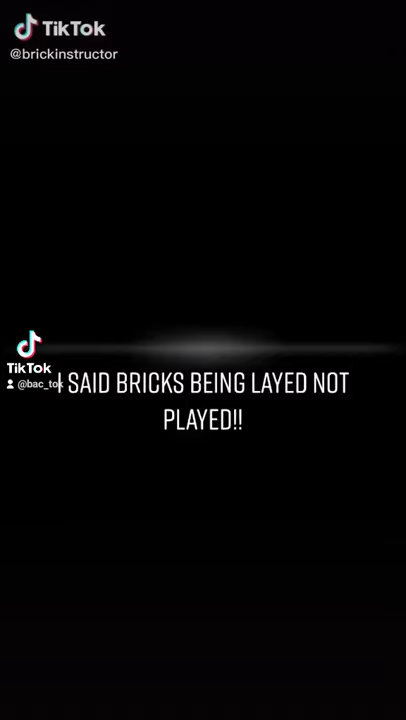 TikTok
@brickinstructor
TikTok
@bac_tok
I SAID BRICKS BEING LAYED NOT
PLAYED!!